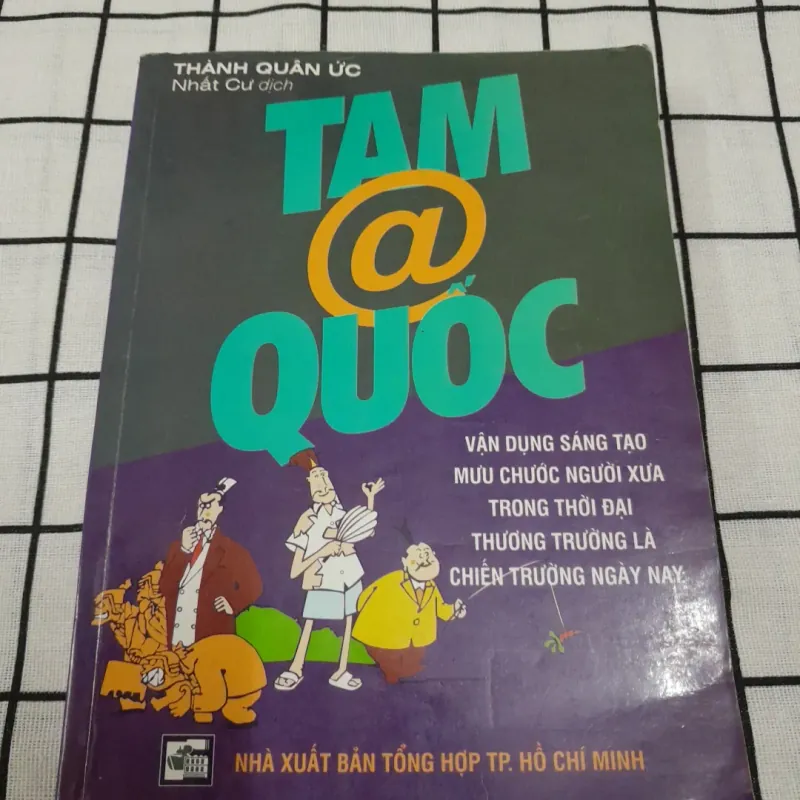 THÀNH QUÂN ỨC
Nhất Cư dịch
TAM
@
QUỐC
VẬN DỤNG SÁNG TẠO
MƯU CHƯỚC NGƯỜI XƯA
TRONG THỜI ĐẠI
THƯƠNG TRƯỜNG LÀ
CHIẾN TRƯỜNG NGÀY NAY
NHÀ XUẤT BẢN TỔNG HỢP TP. HỒ CHÍ MINH